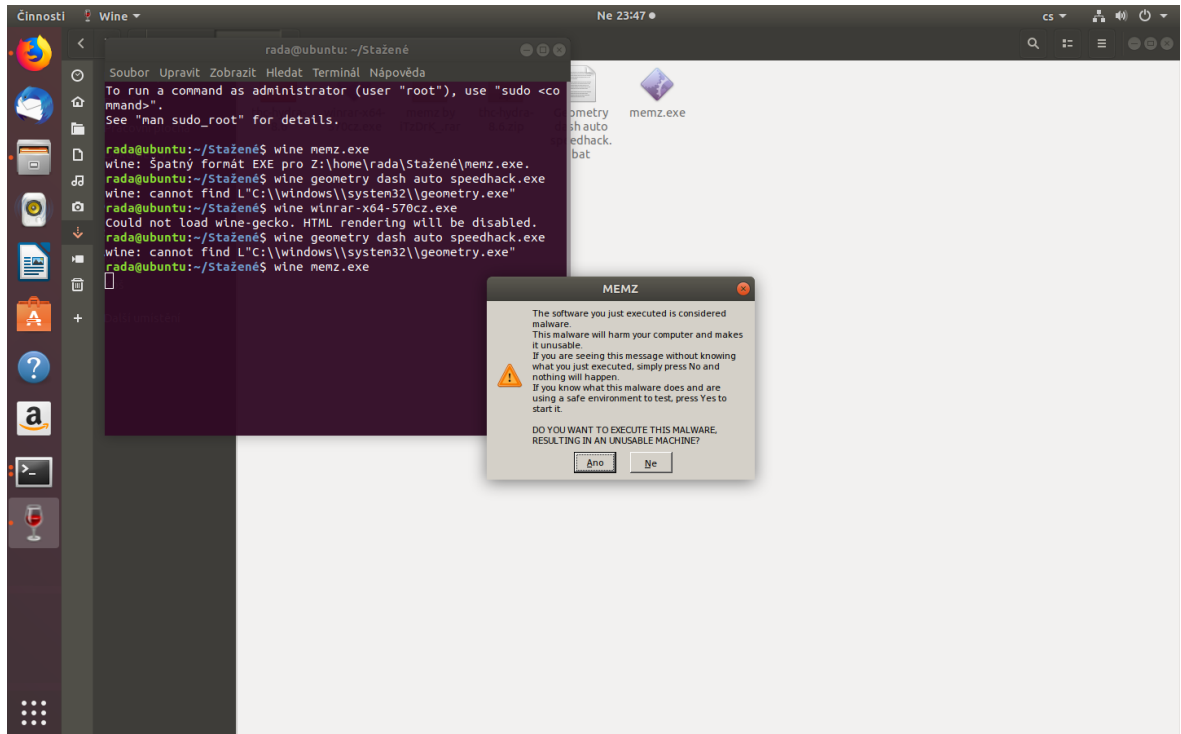 Činnosti
Wine
Ne 23:47
cs
rada@ubuntu: ~/Stažené
Soubor Upravit Zobrazit Hledat Terminál Nápověda
To run a command as administrator (user "root"), use "sudo <co
mmand>".
See "man sudo_root" for details.
rada@ubuntu:~/Stažené$ wine memz.exe
wine: Špatný formát EXE pro Z:\home\rada\Stažené\memz.exe.
rada@ubuntu:~/Stažené$ wine geometry dash auto speedhack.exe
wine: cannot find L"C:\\windows\\system32\\geometry.exe"
rada@ubuntu:~/Stažené$ wine winrar-x64-570cz.exe
Could not load wine-gecko. HTML rendering will be disabled.
rada@ubuntu:~/Stažené$ wine geometry dash auto speedhack.exe
wine: cannot find L"C:\\windows\\system32\\geometry.exe"
rada@ubuntu:~/Stažené$ wine memz.exe
ometry
sh auto
edhack.
bat
memz.exe
MEMZ
The software you just executed is considered
malware.
This malware will harm your computer and makes
it unusable.
If you are seeing this message without knowing
what you just executed, simply press No and
nothing will happen.
If you know what this malware does and are
using a safe environment to test, press Yes to
start it.
DO YOU WANT TO EXECUTE THIS MALWARE,
RESULTING IN AN UNUSABLE MACHINE?
Ano
Ne